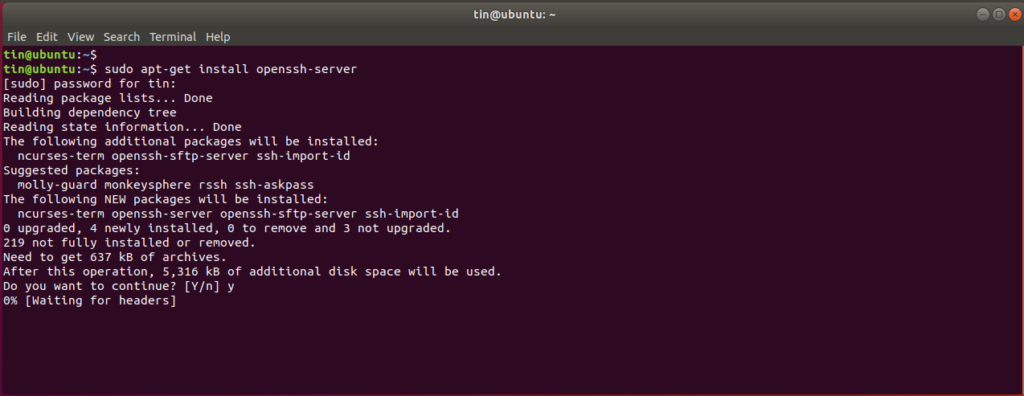 tin@ubuntu: ~
File Edit View Search Terminal Help
tin@ubuntu:~$
tin@ubuntu:~$ sudo apt-get install openssh-server
[sudo] password for tin:
Reading package lists... Done
Building dependency tree
Reading state information... Done
The following additional packages will be installed:
  ncurses-term openssh-sftp-server ssh-import-id
Suggested packages:
  molly-guard monkeysphere rssh ssh-askpass
The following NEW packages will be installed:
  ncurses-term openssh-server openssh-sftp-server ssh-import-id
0 upgraded, 4 newly installed, 0 to remove and 3 not upgraded.
219 not fully installed or removed.
Need to get 637 kB of archives.
After this operation, 5,316 kB of additional disk space will be used.
Do you want to continue? [Y/n] y
0% [Waiting for headers]